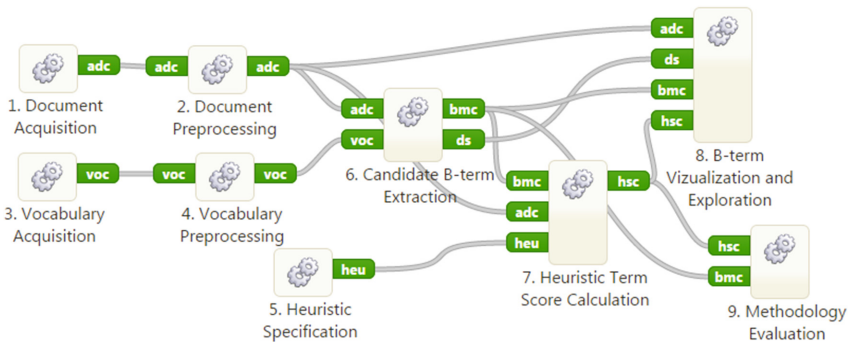 adc
1. Document
Acquisition
adc
adc
2. Document
Preprocessing
voc
3. Vocabulary
Acquisition
voc
voc
4. Vocabulary
Preprocessing
heu
5. Heuristic
Specification
adc
voc
bmc
ds
6. Candidate B-term
Extraction
bmc
adc
heu
hsc
7. Heuristic Term
Score Calculation
adc
ds
bmc
hsc
8. B-term
Vizualization and
Exploration
hsc
bmc
9. Methodology
Evaluation